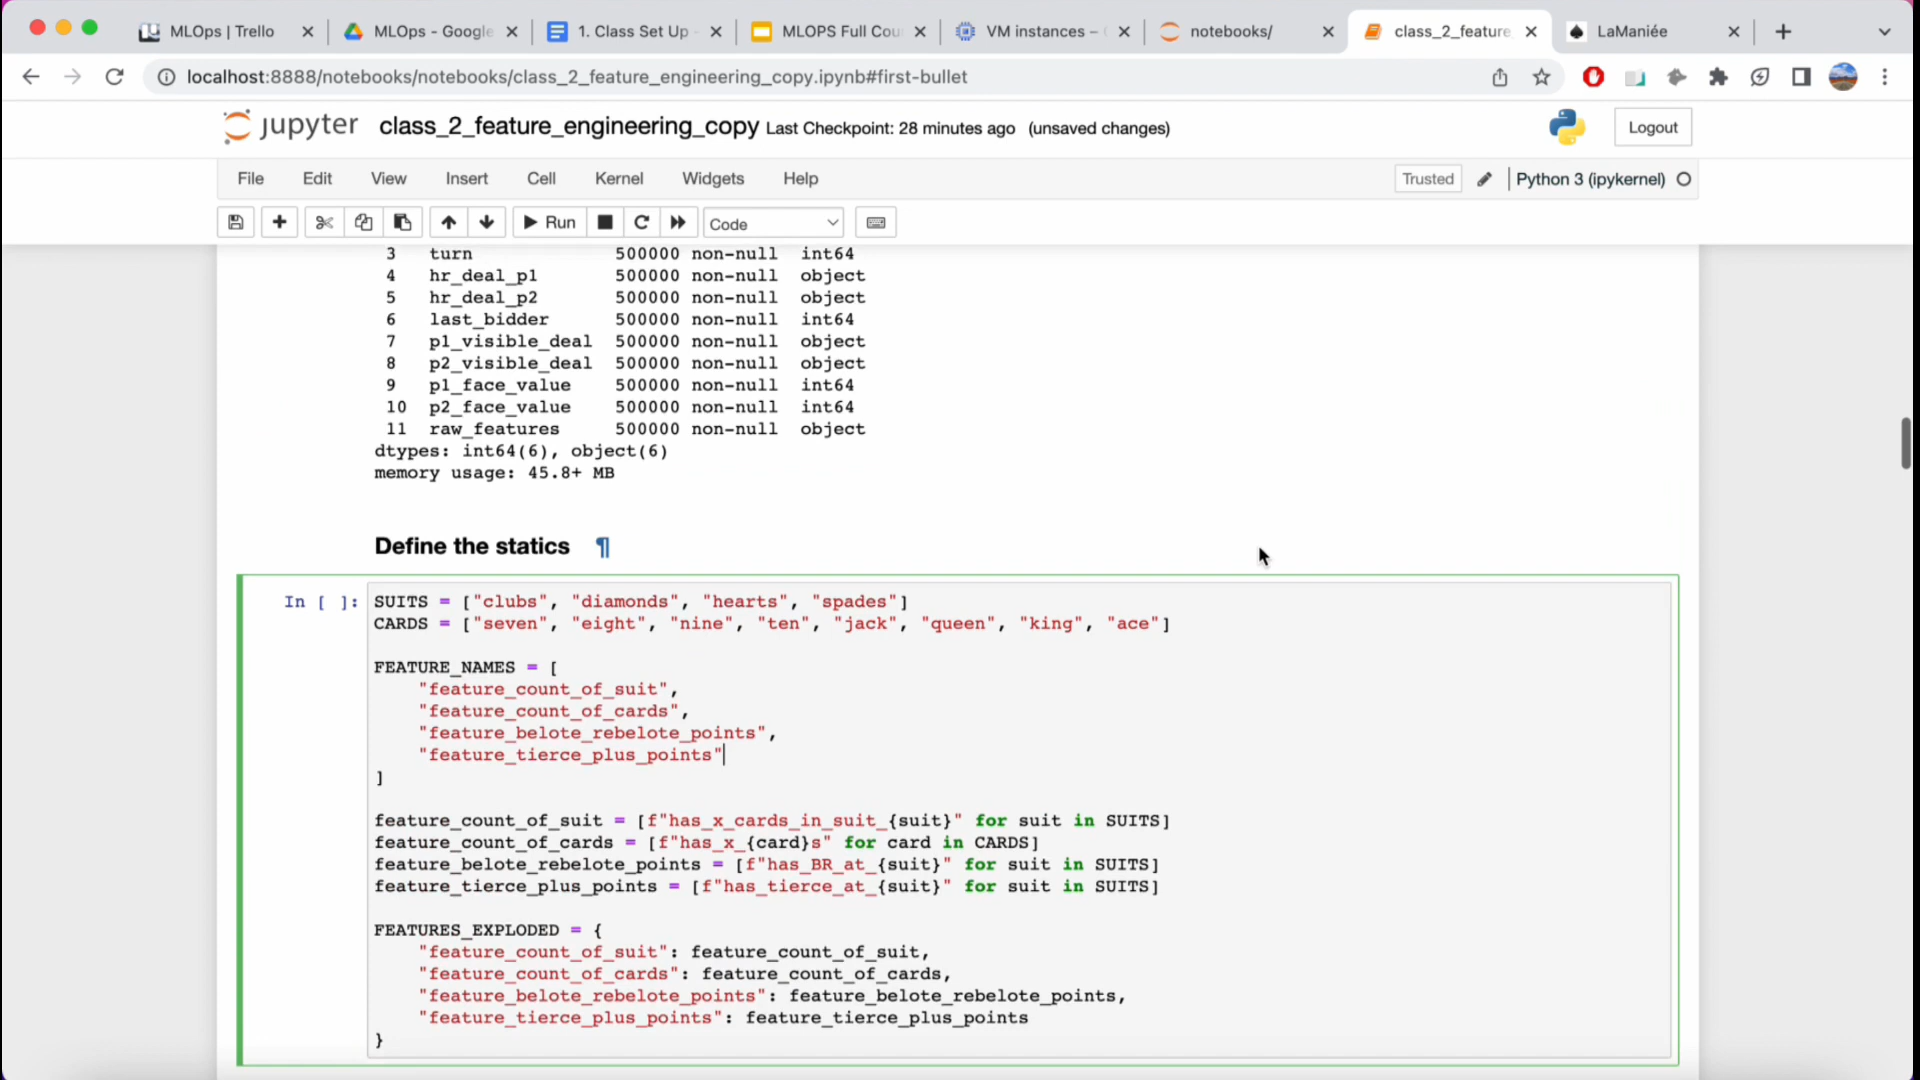 MLOps | Trello
MLOps - Google
1. Class Set Up -
MLOPS Full Cou
VM instances –
notebooks/
class_2_feature
LaManiée
localhost:8888/notebooks/notebooks/class_2_feature_engineering_copy.ipynb#first-bullet
jupyter class_2_feature_engineering_copy Last Checkpoint: 28 minutes ago (unsaved changes)
Logout
File Edit View Insert Cell Kernel Widgets Help
Trusted Python 3 (ipykernel)
Run Code
3 turn 500000 non-null int64
4 hr_deal_p1 500000 non-null object
5 hr_deal_p2 500000 non-null object
6 last_bidder 500000 non-null int64
7 p1_visible_deal 500000 non-null object
8 p2_visible_deal 500000 non-null object
9 p1_face_value 500000 non-null int64
10 p2_face_value 500000 non-null int64
11 raw_features 500000 non-null object
dtypes: int64(6), object(6)
memory usage: 45.8+ MB
Define the statics ¶
In [ ]: SUITS = ["clubs", "diamonds", "hearts", "spades"]
CARDS = ["seven", "eight", "nine", "ten", "jack", "queen", "king", "ace"]
FEATURE_NAMES = [
"feature_count_of_suit",
"feature_count_of_cards",
"feature_belote_rebelote_points",
"feature_tierce_plus_points"
]
feature_count_of_suit = [f"has_x_cards_in_suit_{suit}" for suit in SUITS]
feature_count_of_cards = [f"has_x_{card}s" for card in CARDS]
feature_belote_rebelote_points = [f"has_BR_at_{suit}" for suit in SUITS]
feature_tierce_plus_points = [f"has_tierce_at_{suit}" for suit in SUITS]
FEATURES_EXPLODED = {
"feature_count_of_suit": feature_count_of_suit,
"feature_count_of_cards": feature_count_of_cards,
"feature_belote_rebelote_points": feature_belote_rebelote_points,
"feature_tierce_plus_points": feature_tierce_plus_points
}